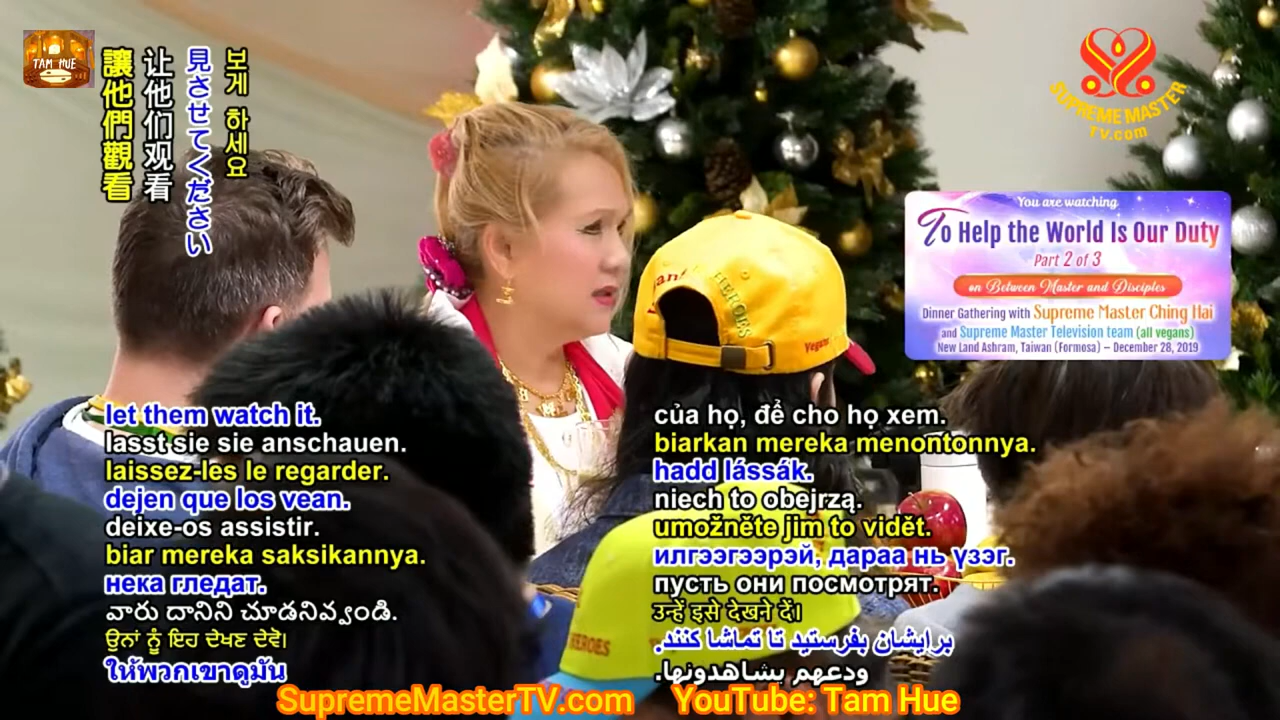 TAM HUE
讓他們觀看
让他们观看
見させてください
보게 하세요
SUPREME MASTER
TV.com
You are watching
To Help the World Is Our Duty
Part 2 of 3
on Between Master and Disciples
Dinner Gathering with Supreme Master Ching Hai
and Supreme Master Television team (all vegans)
New Land Ashram, Taiwan (Formosa) – December 28, 2019
HEROES
let them watch it.
lasst sie sie anschauen.
laissez-les le regarder.
dejen que los vean.
deixe-os assistir.
biar mereka saksikannya.
нека гледат.
వారు దానిని చూడనివ్వండి.
ਉਨਾਂ ਨੂੰ ਇਹ ਦੇਖਣ ਦੇਵੋ।
ให้พวกเขาดูมัน
của họ, để cho họ xem.
biarkan mereka menontonnya.
hadd lássák.
niech to obejrzą.
umožněte jim to vidět.
илгээгээрэй, дараа нь үзэг.
пусть они посмотрят.
उन्हें इसे देखने दें।
برایشان بفرستید تا تماشا کنند.
ودعهم يشاهدونها.
HEROES
SupremeMasterTV.com YouTube: Tam Hue